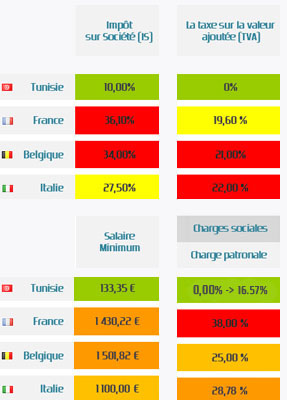 Impôt
sur Société (IS)
La taxe sur la valeur
ajoutée (TVA)
Tunisie 10,00% 0%
France 36,10% 19,60 %
Belgique 34,00% 21,00%
Italie 27,50% 22,00 %
Salaire
Minimum
Charges sociales
Charge patronale
Tunisie 133,35 € 0,00% -> 16.57%
France 1 430,22 € 38,00 %
Belgique 1 501,82 € 25,00 %
Italie 1 100,00 € 28,78 %